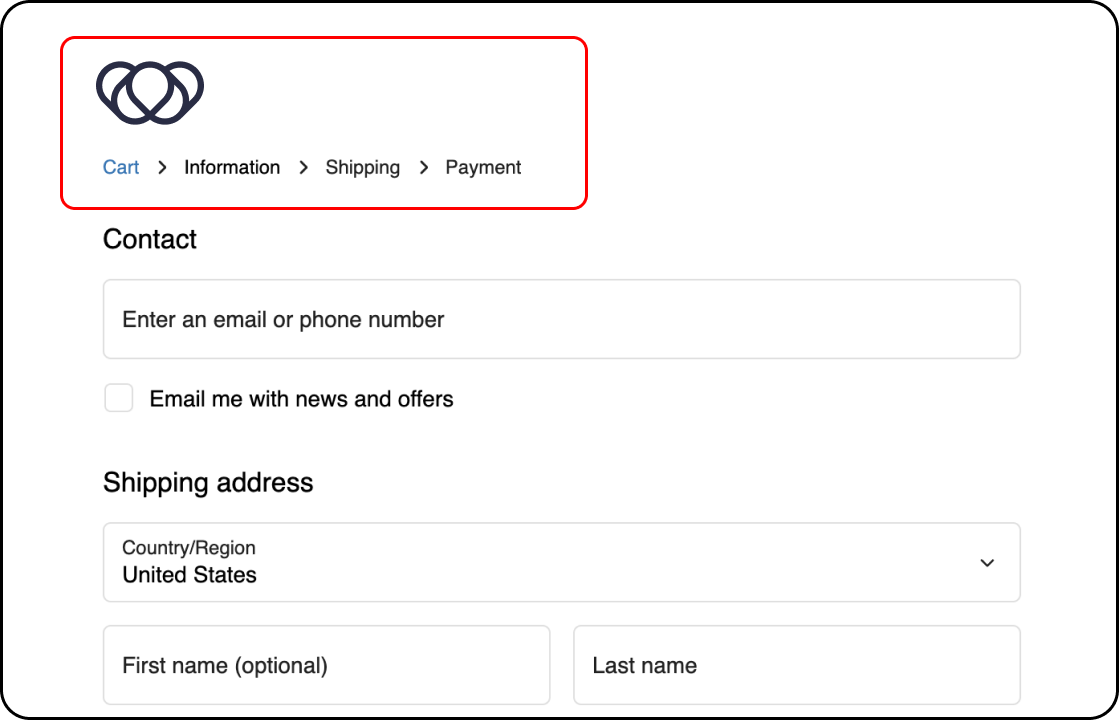 Cart > Information > Shipping > Payment
Contact
Enter an email or phone number
Email me with news and offers
Shipping address
Country/Region
United States
First name (optional) Last name